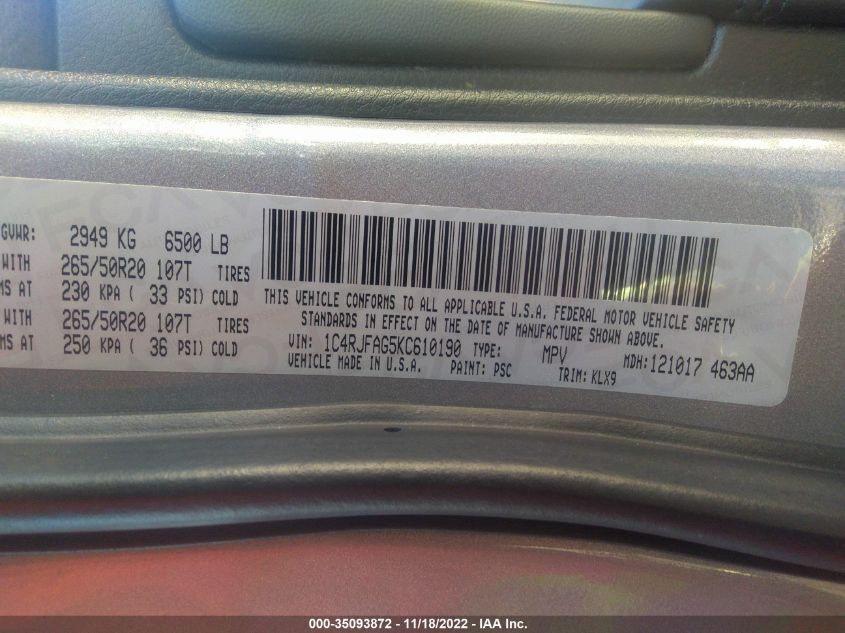 GVWR: 2949 KG 6500 LB
WITH 265/50R20 107T TIRES
MS AT 230 KPA ( 33 PSI) COLD
WITH 265/50R20 107T TIRES
MS AT 250 KPA ( 36 PSI) COLD
THIS VEHICLE CONFORMS TO ALL APPLICABLE U.S.A. FEDERAL MOTOR VEHICLE SAFETY
STANDARDS IN EFFECT ON THE DATE OF MANUFACTURE SHOWN ABOVE.
VIN: 1C4RJFAG5KC610190 TYPE: MPV MDH:121017 463AA
VEHICLE MADE IN U.S.A. PAINT: PSC TRIM: KLX9
000-35093872 - 11/18/2022 - IAA Inc.